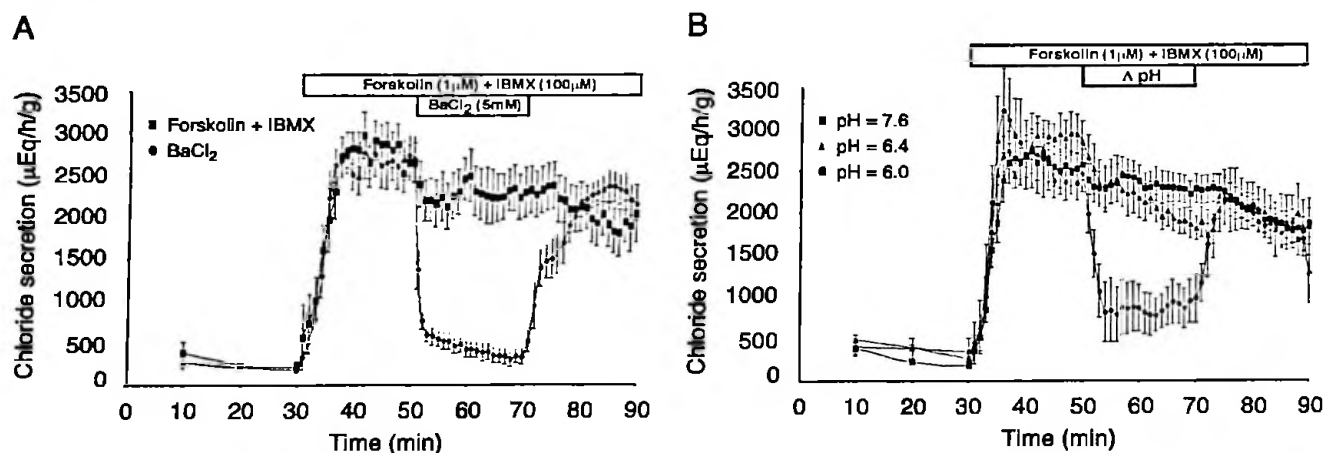 A
Forskolin (1µM) + IBMX (100µM)
BaCl₂ (5mM)
Forskolin + IBMX
BaCl₂
Chloride secretion (µEq/h/g)
3500
3000
2500
2000
1500
1000
500
0
0 10 20 30 40 50 60 70 80 90
Time (min)
B
Forskolin (1µM) + IBMX (100µM)
Λ pH
pH = 7.6
pH = 6.4
pH = 6.0
Chloride secretion (µEq/h/g)
3500
3000
2500
2000
1500
1000
500
0
0 10 20 30 40 50 60 70 80 90
Time (min)